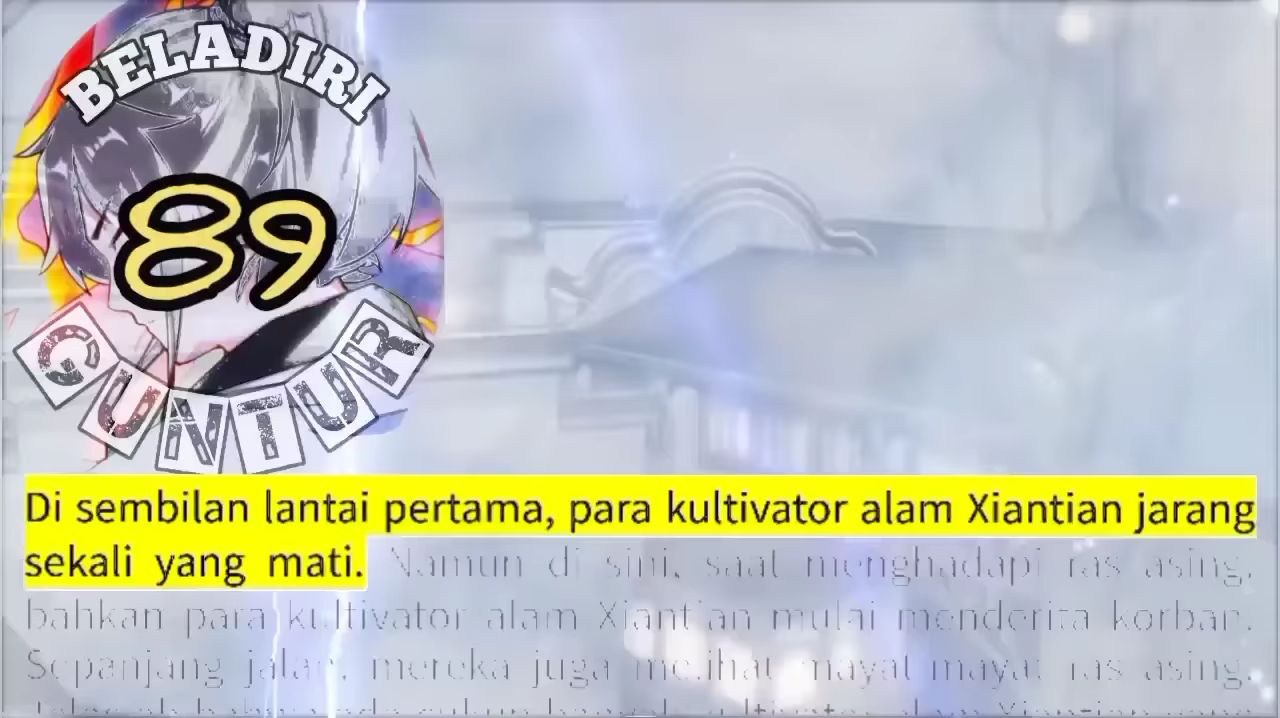 BELADIRI
89
GUNTUR
Di sembilan lantai pertama, para kultivator alam Xiantian jarang
sekali yang mati. Namun di sini, saat menghadapi ras asing,
bahkan para kultivator alam Xiantian mulai menderita korban.
Sepanjang jalan, mereka juga melihat mayat mayat ras asing.